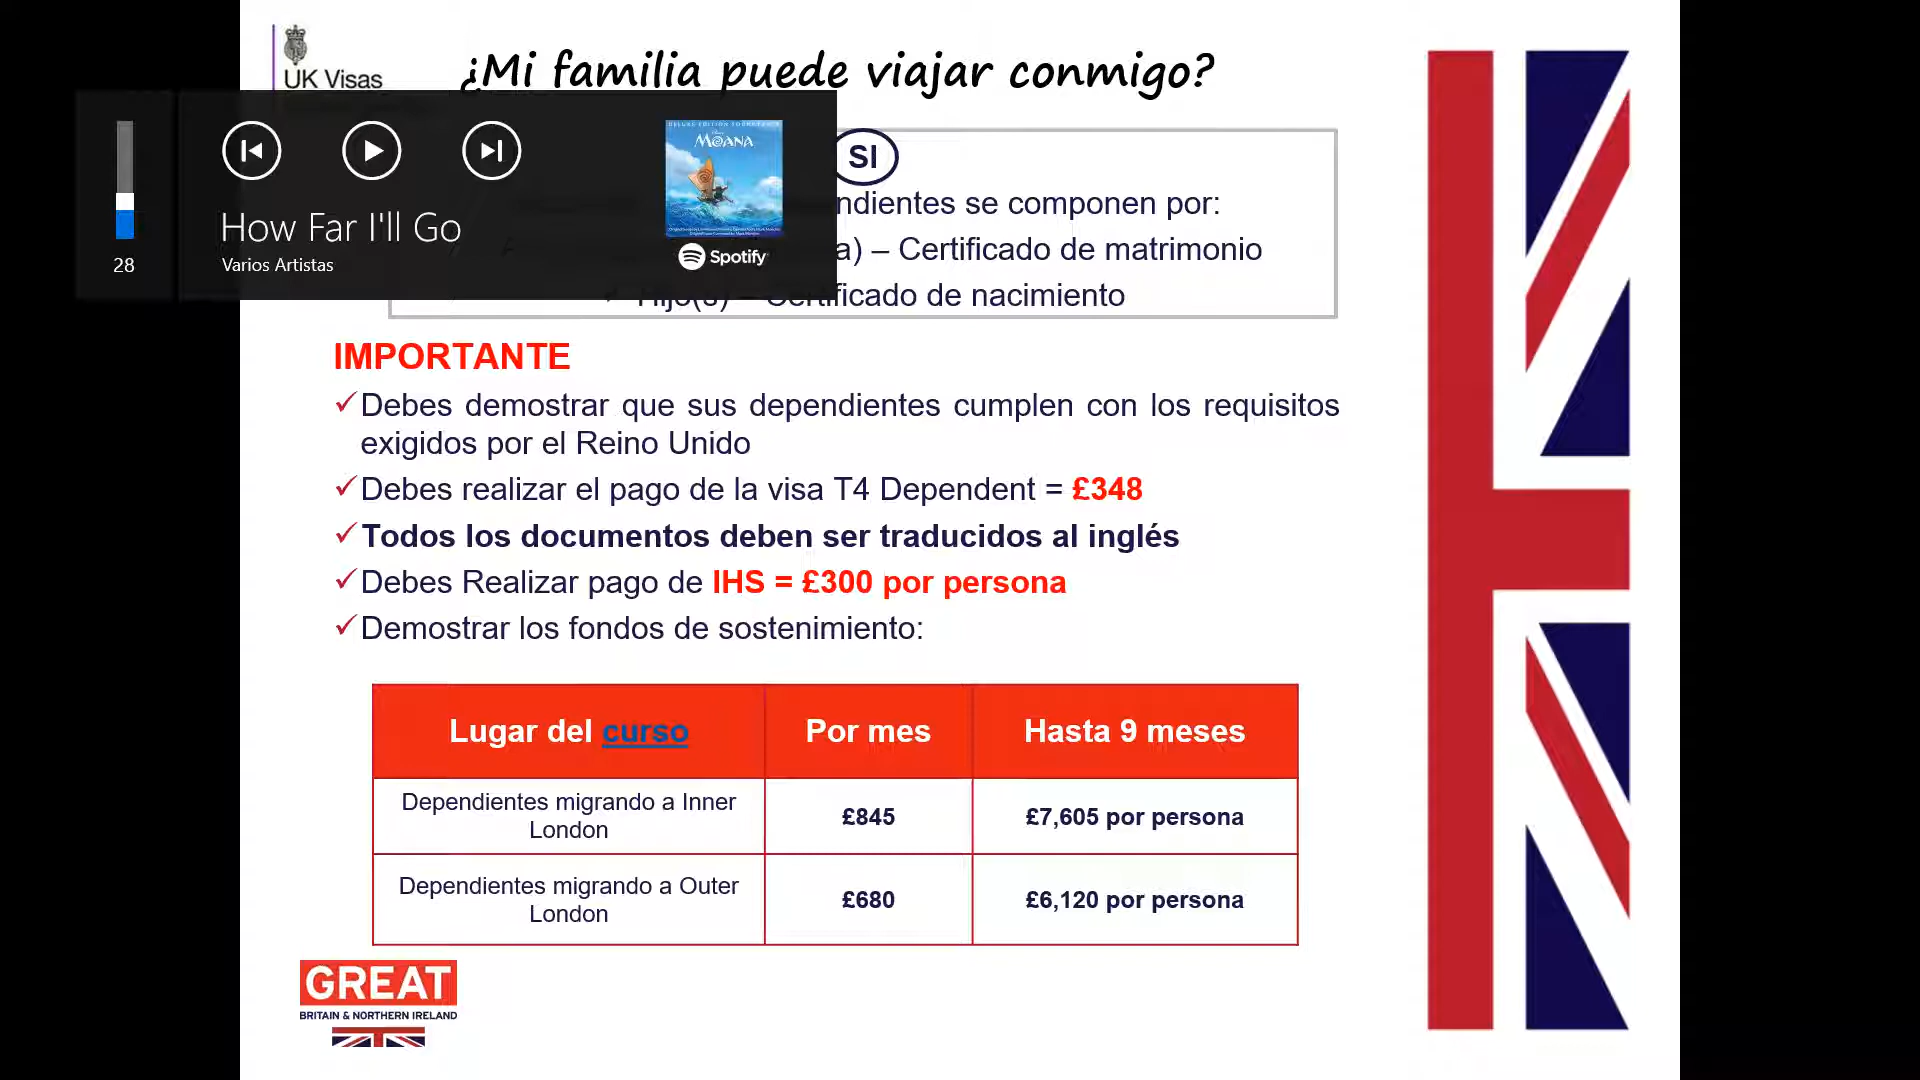 UK Visas
¿Mi familia puede viajar conmigo?
28
How Far I'll Go
Varios Artistas
MOANA
Spotify
SI
ndientes se componen por:
a) – Certificado de matrimonio
Hijo(s) – Certificado de nacimiento
IMPORTANTE
✓Debes demostrar que sus dependientes cumplen con los requisitos
exigidos por el Reino Unido
✓Debes realizar el pago de la visa T4 Dependent = £348
✓Todos los documentos deben ser traducidos al inglés
✓Debes Realizar pago de IHS = £300 por persona
✓Demostrar los fondos de sostenimiento:
Lugar del curso Por mes Hasta 9 meses
Dependientes migrando a Inner
London £845 £7,605 por persona
Dependientes migrando a Outer
London £680 £6,120 por persona
GREAT
BRITAIN & NORTHERN IRELAND